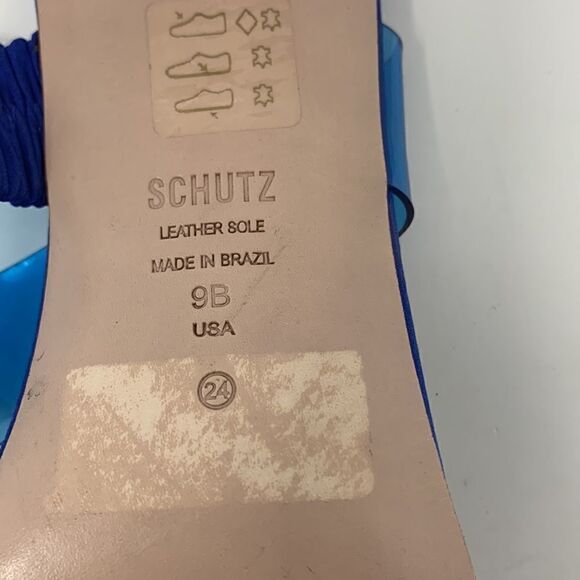 SCHUTZ
LEATHER SOLE
MADE IN BRAZIL
9B
USA
24